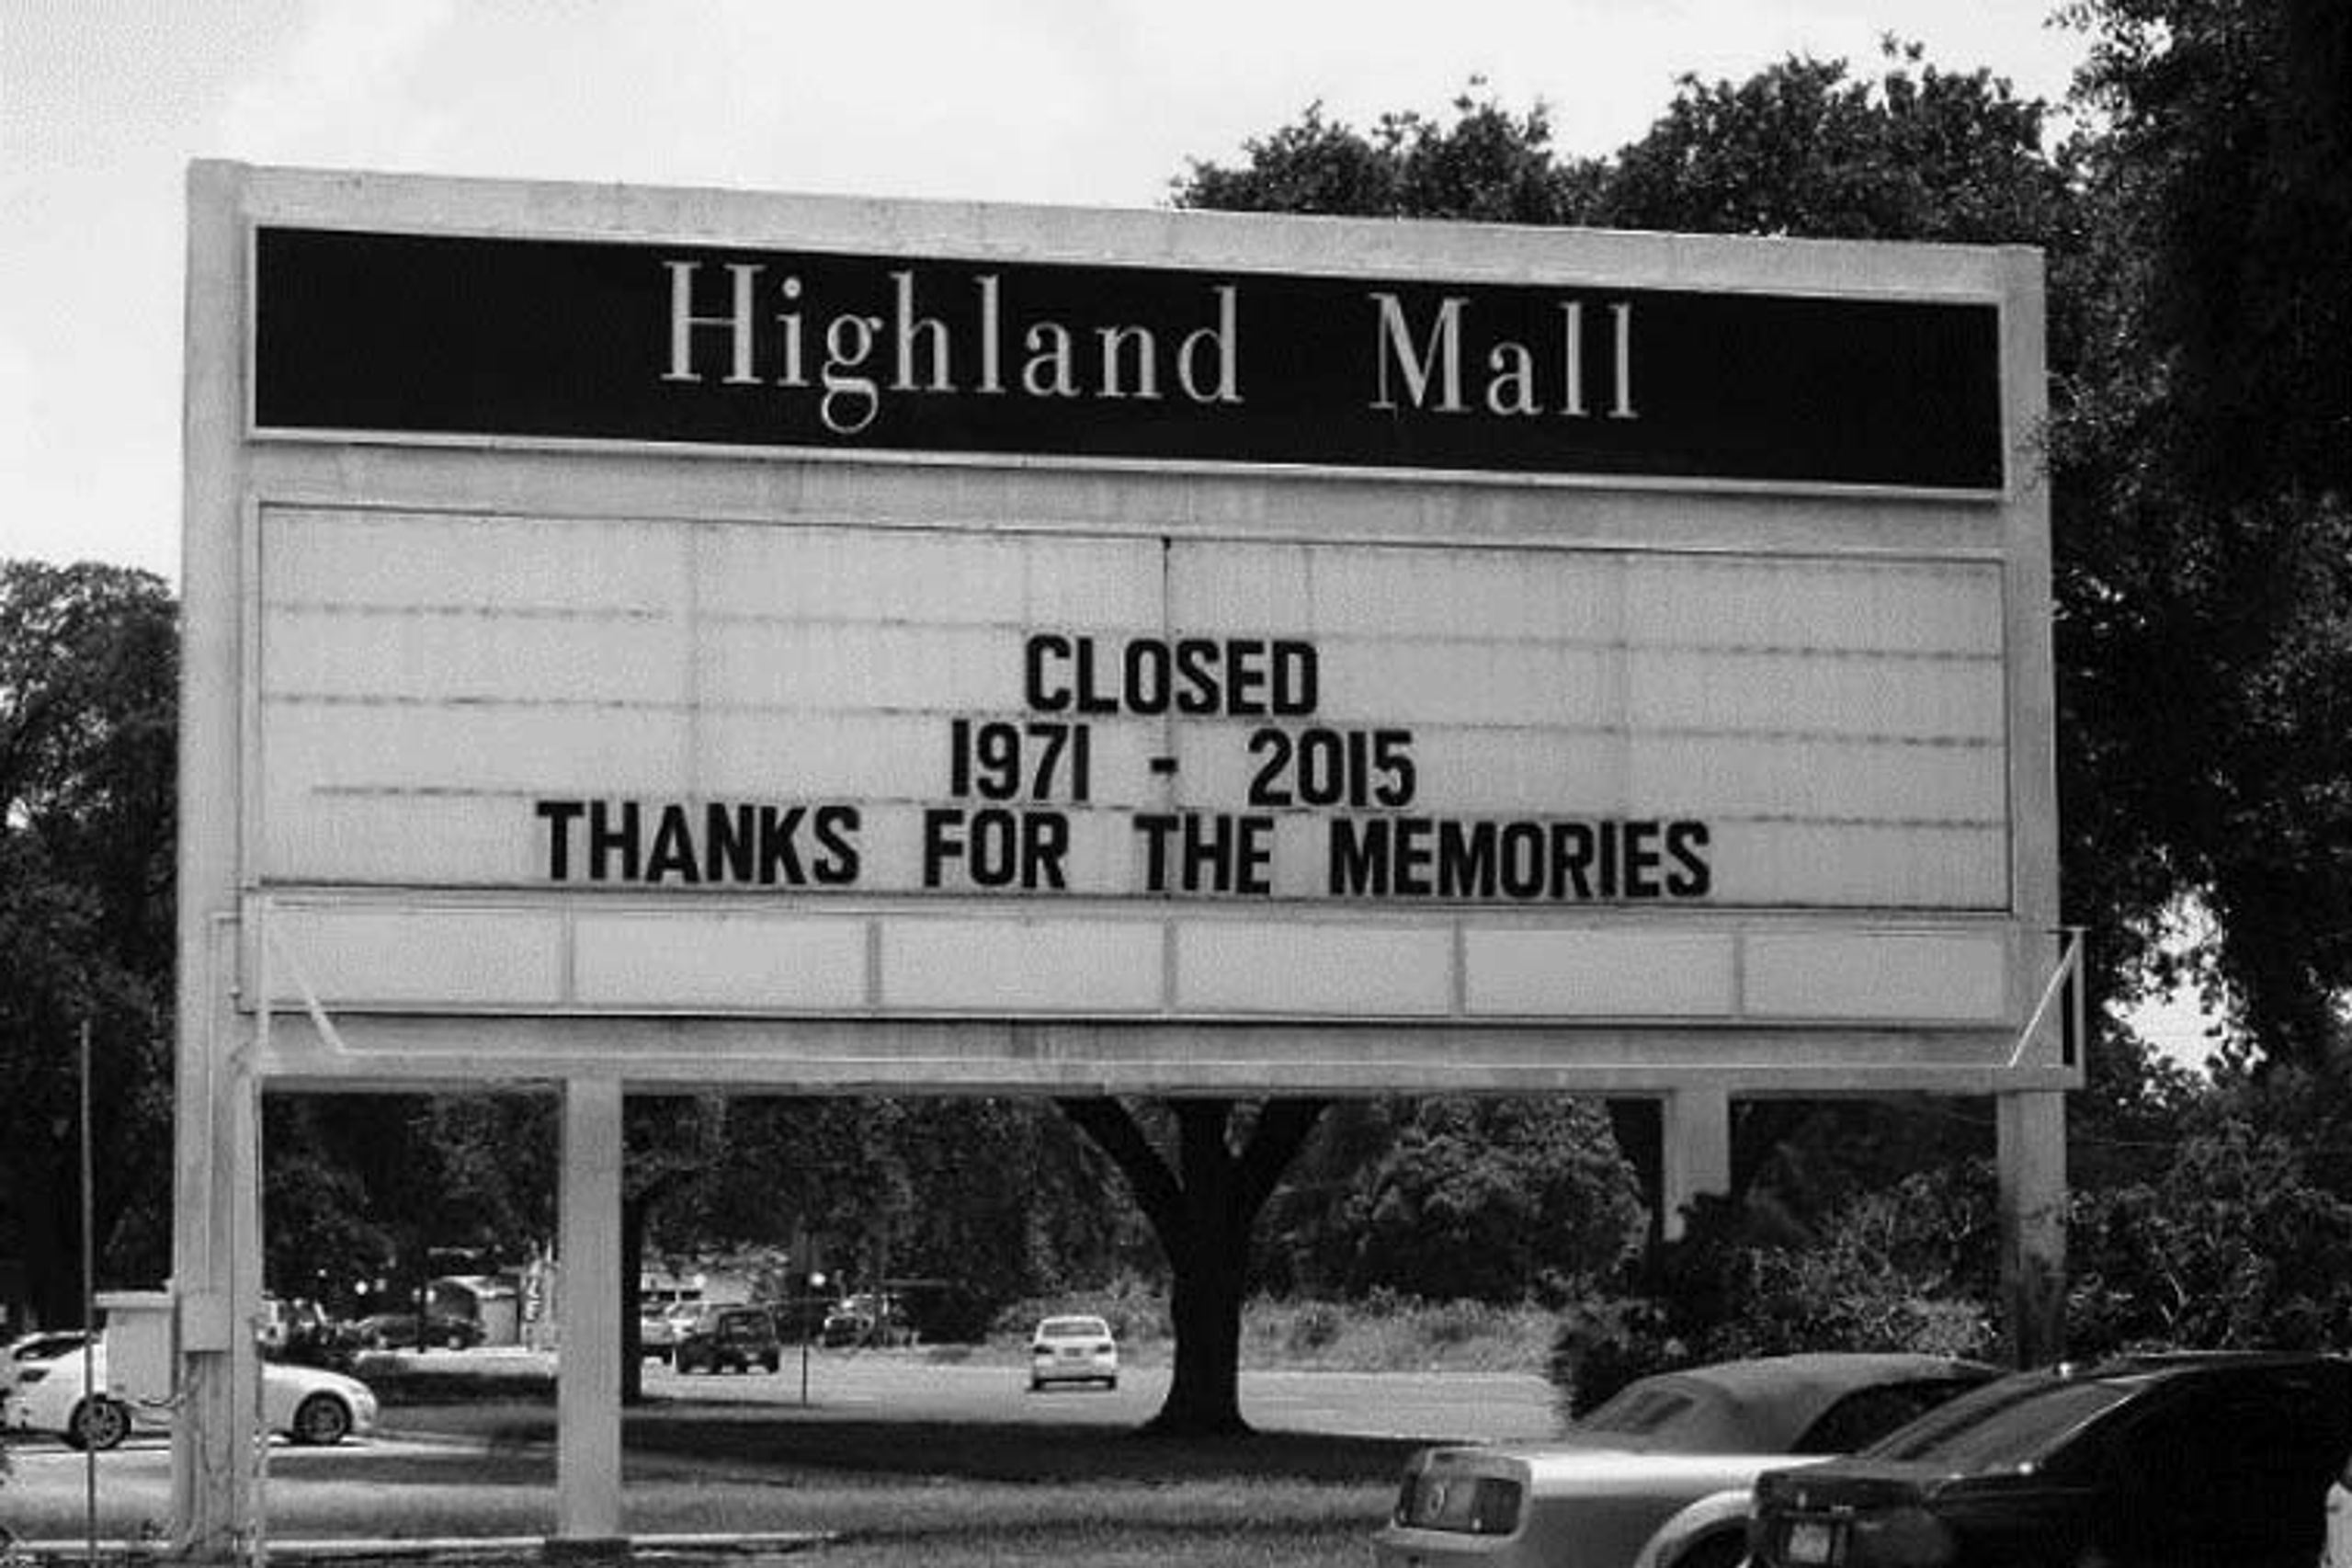 Highland Mall
CLOSED
1971 - 2015
THANKS FOR THE MEMORIES